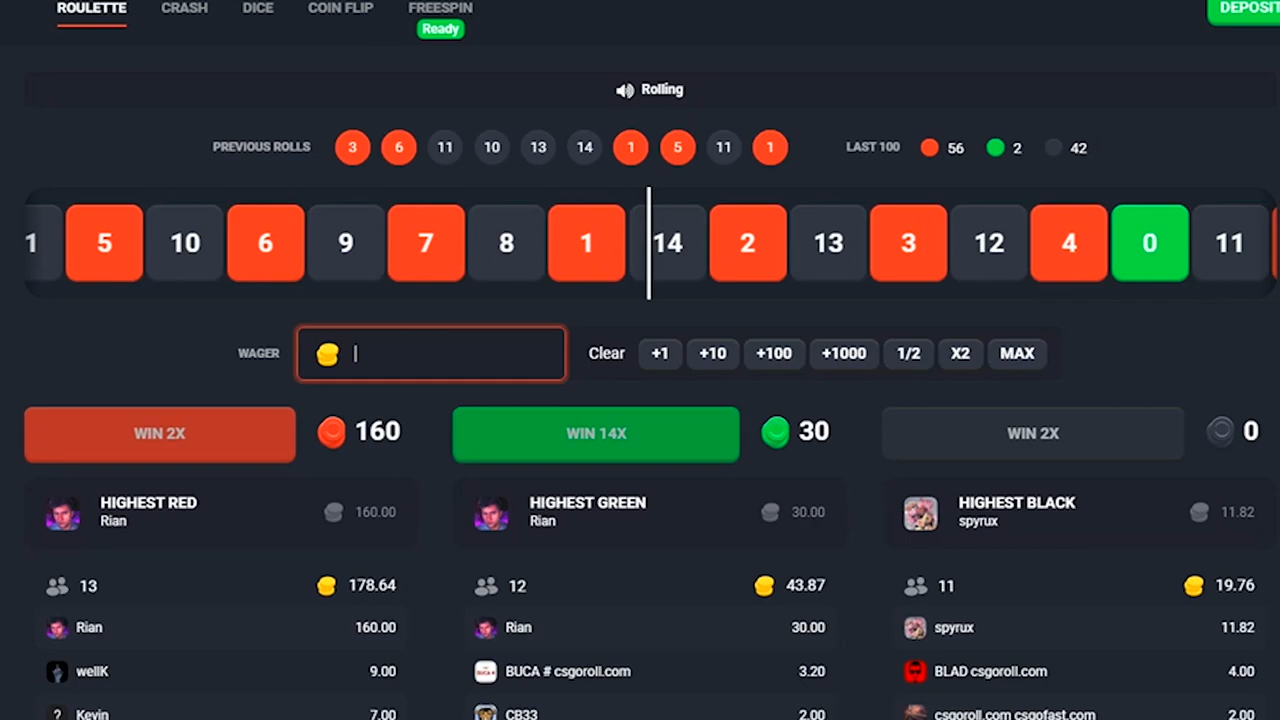 ROULETTE CRASH DICE COIN FLIP FREESPIN DEPOSIT
Ready
Rolling
PREVIOUS ROLLS 3 6 11 10 13 14 1 5 11 1 LAST 100 56 2 42
1 5 10 6 9 7 8 1 14 2 13 3 12 4 0 11
WAGER Clear +1 +10 +100 +1000 1/2 X2 MAX
WIN 2X 160 WIN 14X 30 WIN 2X 0
HIGHEST RED HIGHEST GREEN HIGHEST BLACK
Rian 160.00 Rian 30.00 spyrux 11.82
13 178.64 12 43.87 11 19.76
Rian 160.00 Rian 30.00 spyrux 11.82
wellK 9.00 BUCA # csgoroll.com 3.20 BLAD csgoroll.com 4.00
? Kevin 7.00 CB33 2.00 csgoroll.com csgofast.com 2.00